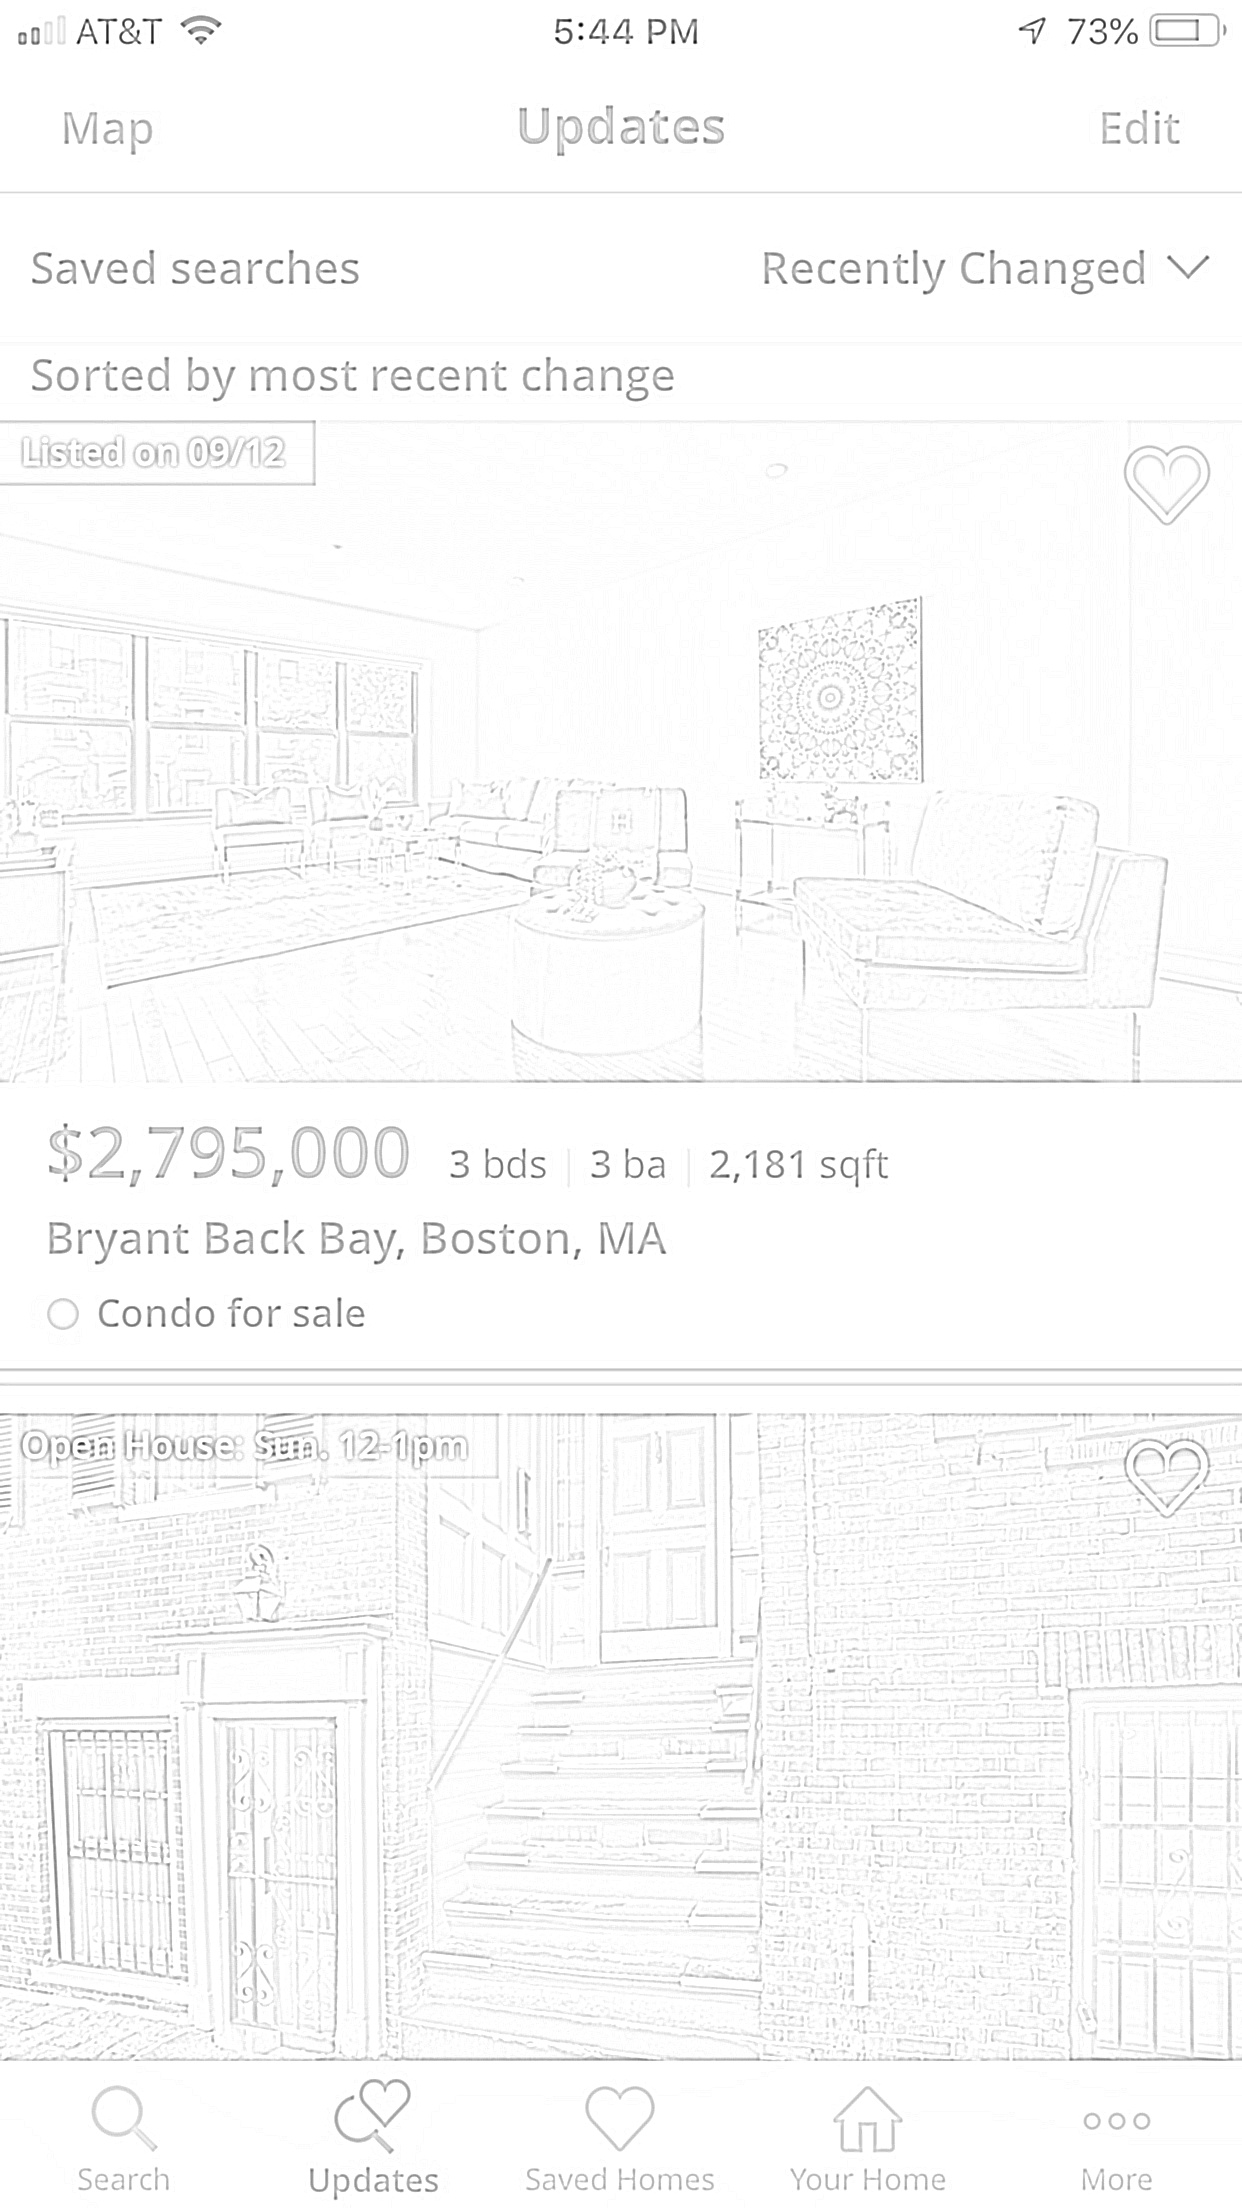 AT&T 5:44 PM 73%
Map Updates Edit
Saved searches Recently Changed
Sorted by most recent change
Listed on 09/12
H
$2,795,000 3 bds | 3 ba | 2,181 sqft
Bryant Back Bay, Boston, MA
Condo for sale
Open House: Sun. 12-1pm
Search Updates Saved Homes Your Home More